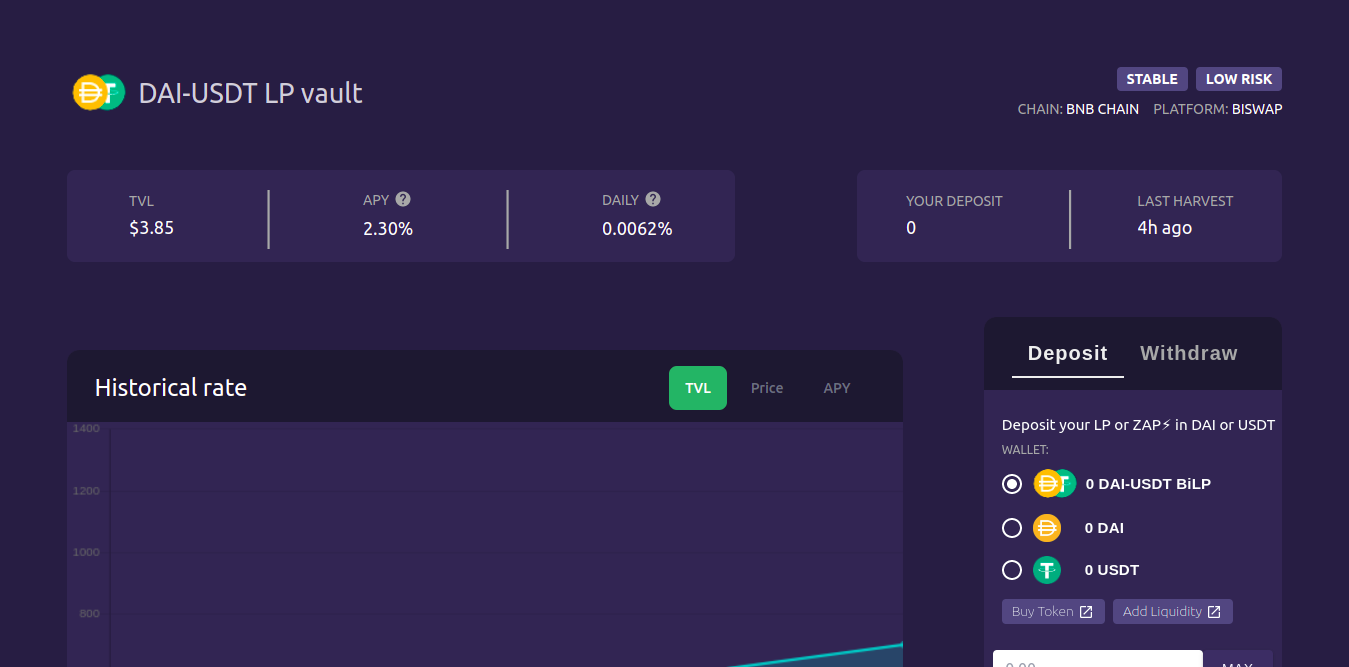 DAI-USDT LP vault
STABLE LOW RISK
CHAIN: BNB CHAIN PLATFORM: BISWAP
TVL
$3.85
APY ?
2.30%
DAILY ?
0.0062%
YOUR DEPOSIT
0
LAST HARVEST
4h ago
Historical rate
TVL Price APY
1400
1200
1000
800
Deposit Withdraw
Deposit your LP or ZAP⚡ in DAI or USDT
WALLET:
0 DAI-USDT BiLP
0 DAI
0 USDT
Buy Token Add Liquidity
0.00 MAX